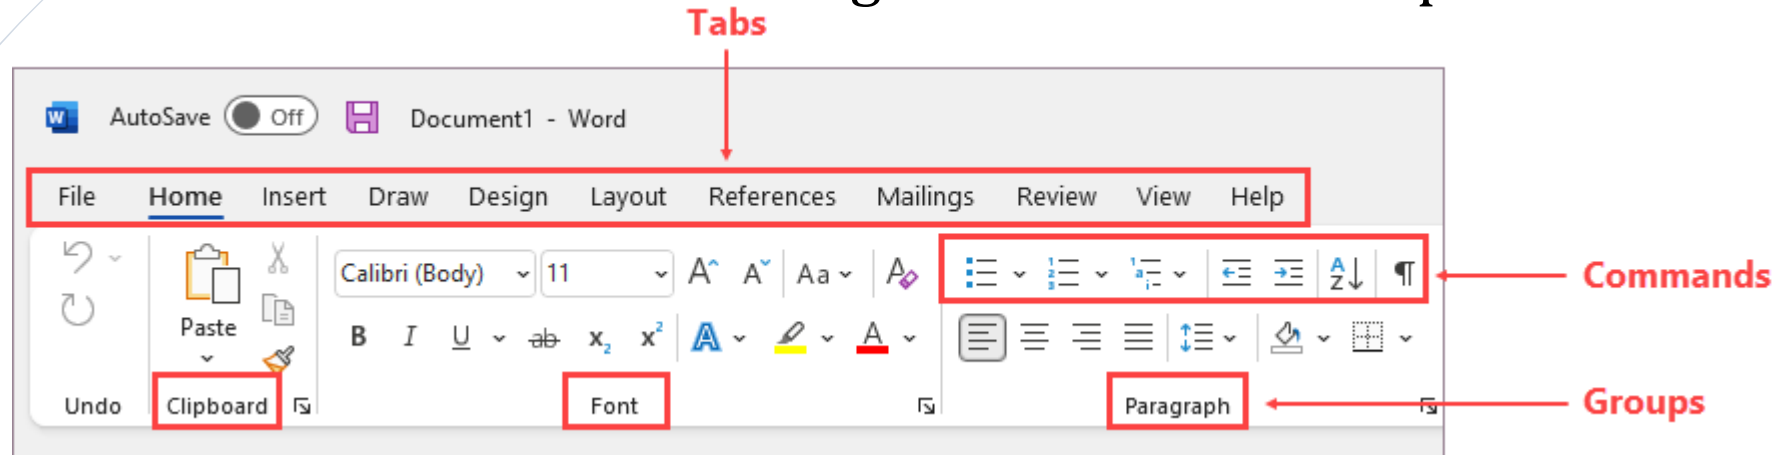 Tabs
AutoSave Off Document1 - Word
File Home Insert Draw Design Layout References Mailings Review View Help
Calibri (Body) 11 Aa
Commands
Paste
B I U ab x₂ x² A A
Undo Clipboard Font Paragraph
Groups